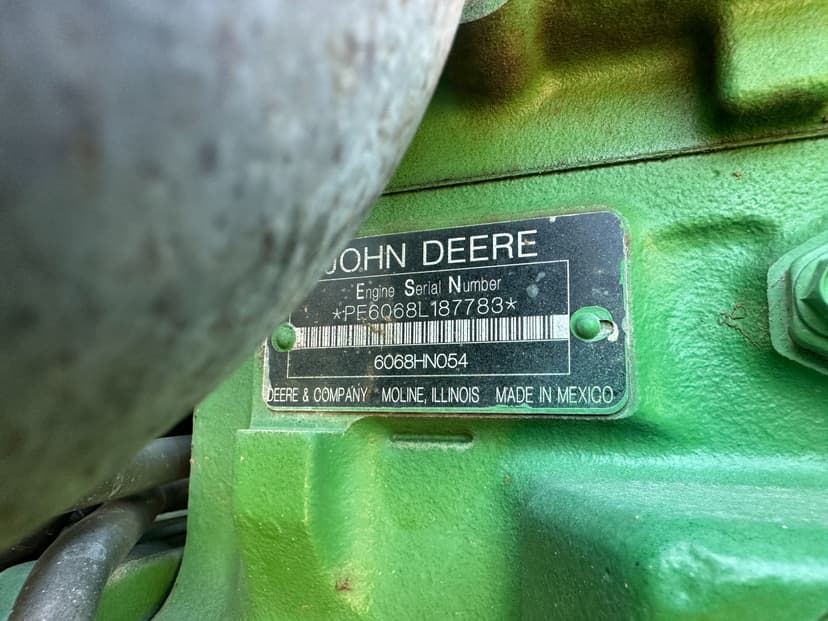 JOHN DEERE
Engine Serial Number
*PE6068L187783*
6068HN054
DEERE & COMPANY MOLINE, ILLINOIS MADE IN MEXICO